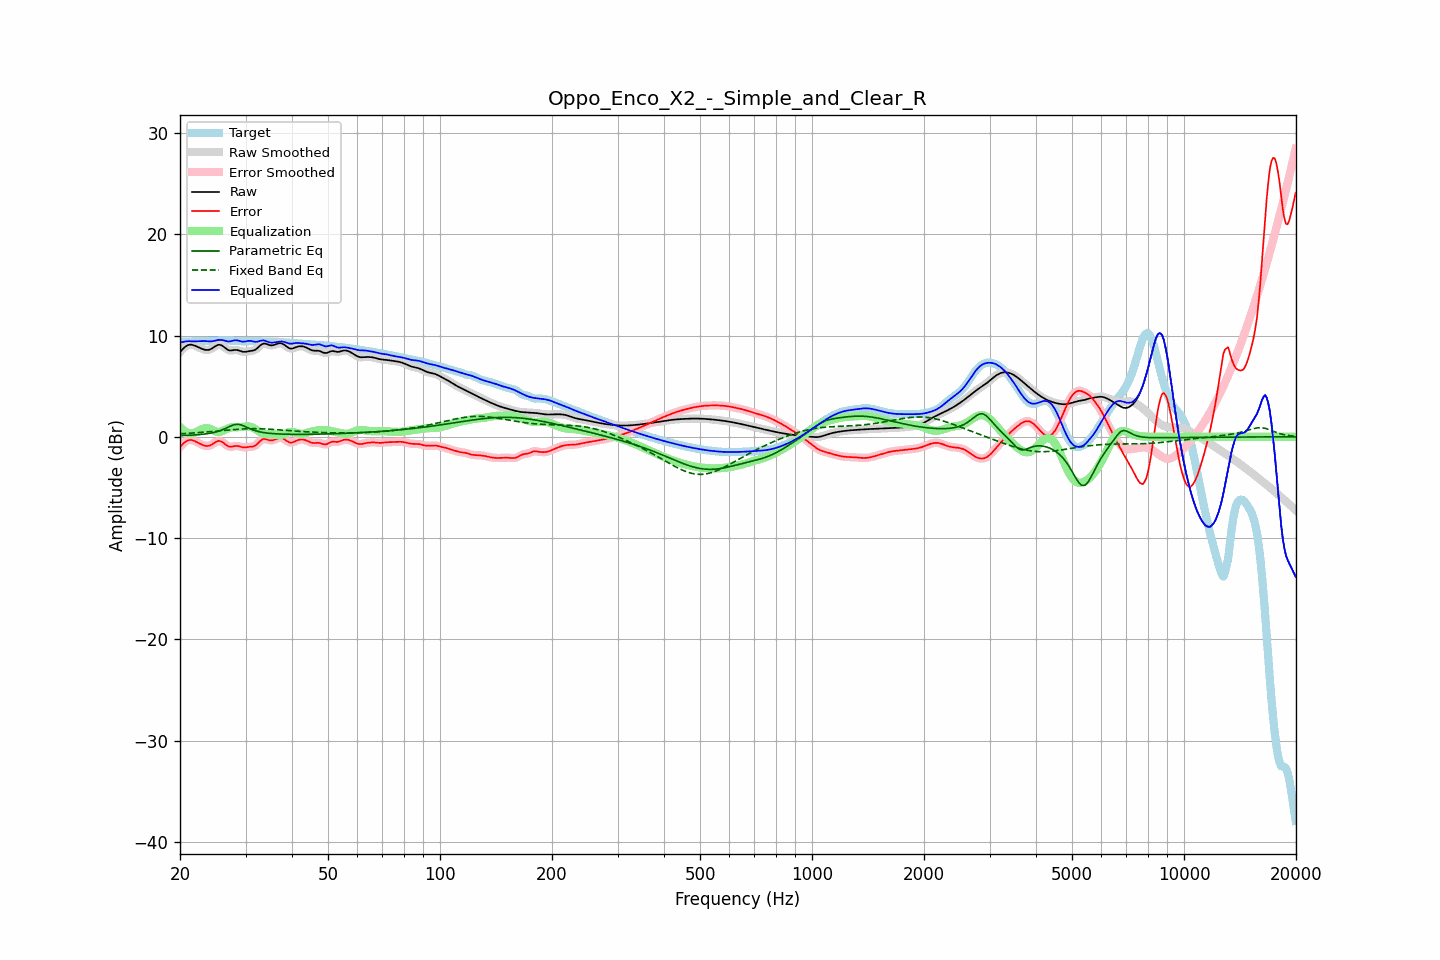 Oppo_Enco_X2_-_Simple_and_Clear_R
Target
Raw Smoothed
Error Smoothed
Raw
Error
Equalization
Parametric Eq
Fixed Band Eq
Equalized
30
20
10
0
−10
−20
−30
−40
Amplitude (dBr)
20 50 100 200 500 1000 2000 5000 10000 20000
Frequency (Hz)